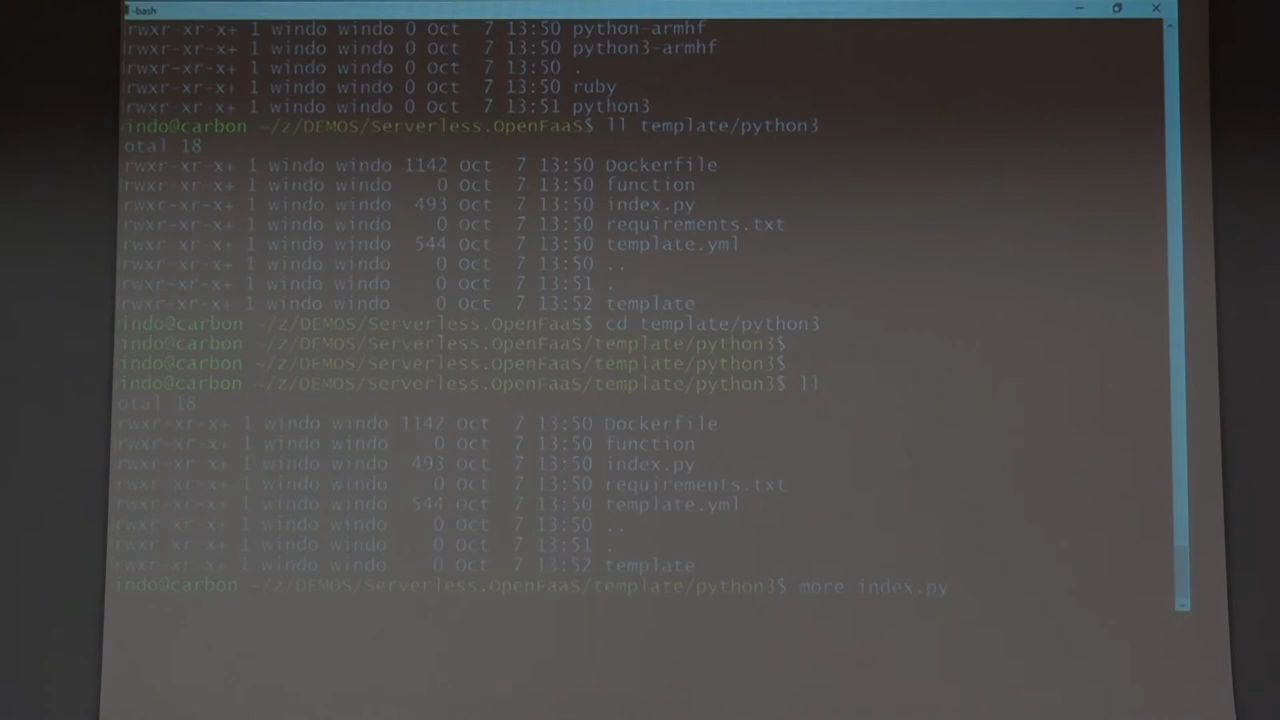 -bash
rwxr-xr-x+ 1 windo windo 0 Oct 7 13:50 python-armhf
rwxr-xr-x+ 1 windo windo 0 Oct 7 13:50 python3-armhf
rwxr-xr-x+ 1 windo windo 0 Oct 7 13:50 .
rwxr-xr-x+ 1 windo windo 0 Oct 7 13:50 ruby
rwxr-xr-x+ 1 windo windo 0 Oct 7 13:51 python3
indo@carbon ~/z/DEMOS/Serverless.OpenFaaS$ ll template/python3
otal 18
rwxr-xr-x+ 1 windo windo 1142 Oct 7 13:50 Dockerfile
rwxr-xr-x+ 1 windo windo 0 Oct 7 13:50 function
rwxr-xr-x+ 1 windo windo 493 Oct 7 13:50 index.py
rwxr-xr-x+ 1 windo windo 0 Oct 7 13:50 requirements.txt
rwxr-xr-x+ 1 windo windo 544 Oct 7 13:50 template.yml
rwxr-xr-x+ 1 windo windo 0 Oct 7 13:50 ..
rwxr-xr-x+ 1 windo windo 0 Oct 7 13:51 .
rwxr-xr-x+ 1 windo windo 0 Oct 7 13:52 template
indo@carbon ~/z/DEMOS/Serverless.OpenFaaS$ cd template/python3
indo@carbon ~/z/DEMOS/Serverless.OpenFaaS/template/python3$
indo@carbon ~/z/DEMOS/Serverless.OpenFaaS/template/python3$
indo@carbon ~/z/DEMOS/Serverless.OpenFaaS/template/python3$ ll
otal 18
rwxr-xr-x+ 1 windo windo 1142 Oct 7 13:50 Dockerfile
rwxr-xr-x+ 1 windo windo 0 Oct 7 13:50 function
rwxr-xr-x+ 1 windo windo 493 Oct 7 13:50 index.py
rwxr-xr-x+ 1 windo windo 0 Oct 7 13:50 requirements.txt
rwxr-xr-x+ 1 windo windo 544 Oct 7 13:50 template.yml
rwxr-xr-x+ 1 windo windo 0 Oct 7 13:50 ..
rwxr-xr-x+ 1 windo windo 0 Oct 7 13:51 .
rwxr-xr-x+ 1 windo windo 0 Oct 7 13:52 template
indo@carbon ~/z/DEMOS/Serverless.OpenFaaS/template/python3$ more index.py